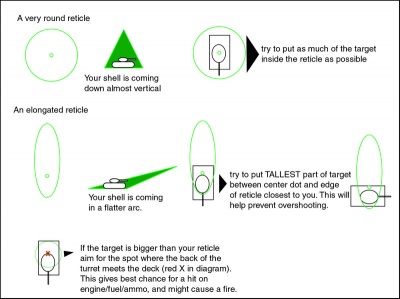 A very round reticle
Your shell is coming
down almost vertical
try to put as much of the target
inside the reticle as possible
An elongated reticle
Your shell is coming
in a flatter arc.
try to put TALLEST part of target
between center dot and edge
of reticle closest to you. This will
help prevent overshooting.
If the target is bigger than your reticle
aim for the spot where the back of the
turret meets the deck (red X in diagram).
This gives best chance for a hit on
engine/fuel/ammo, and might cause a fire.